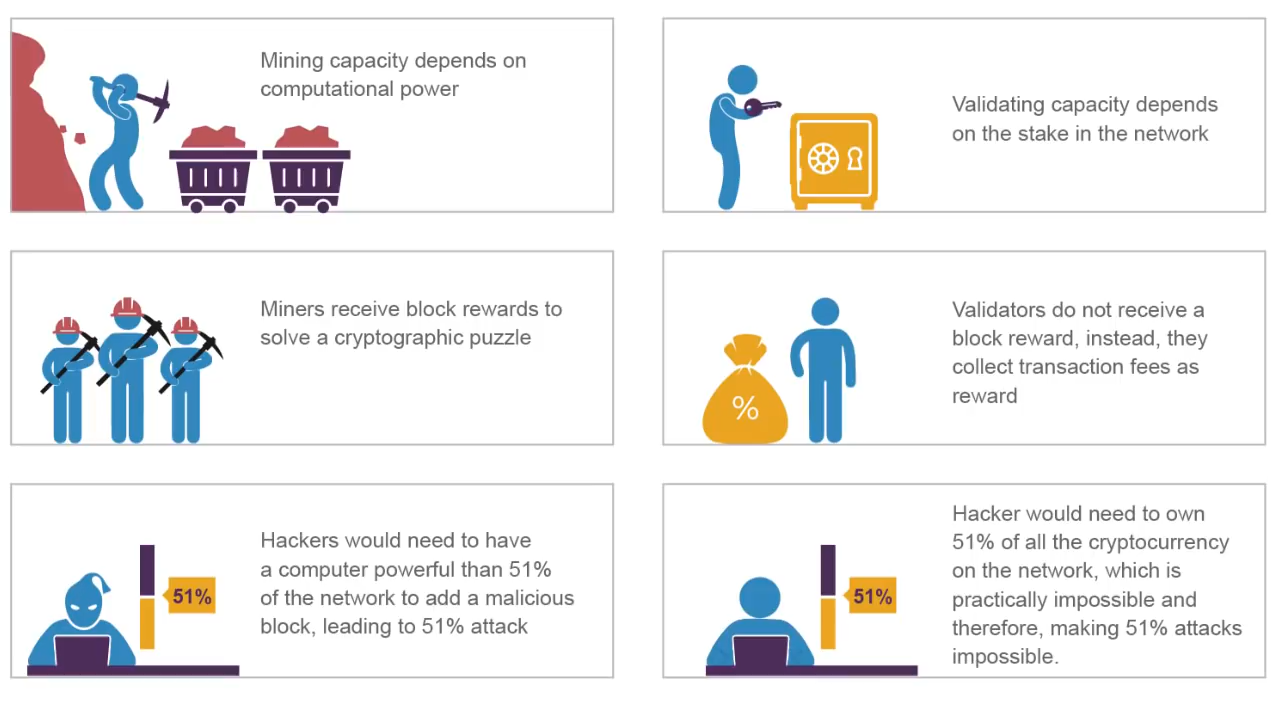 Mining capacity depends on
computational power
Validating capacity depends
on the stake in the network
Miners receive block rewards to
solve a cryptographic puzzle
%
Validators do not receive a
block reward, instead, they
collect transaction fees as
reward
51%
Hackers would need to have
a computer powerful than 51%
of the network to add a malicious
block, leading to 51% attack
51%
Hacker would need to own
51% of all the cryptocurrency
on the network, which is
practically impossible and
therefore, making 51% attacks
impossible.